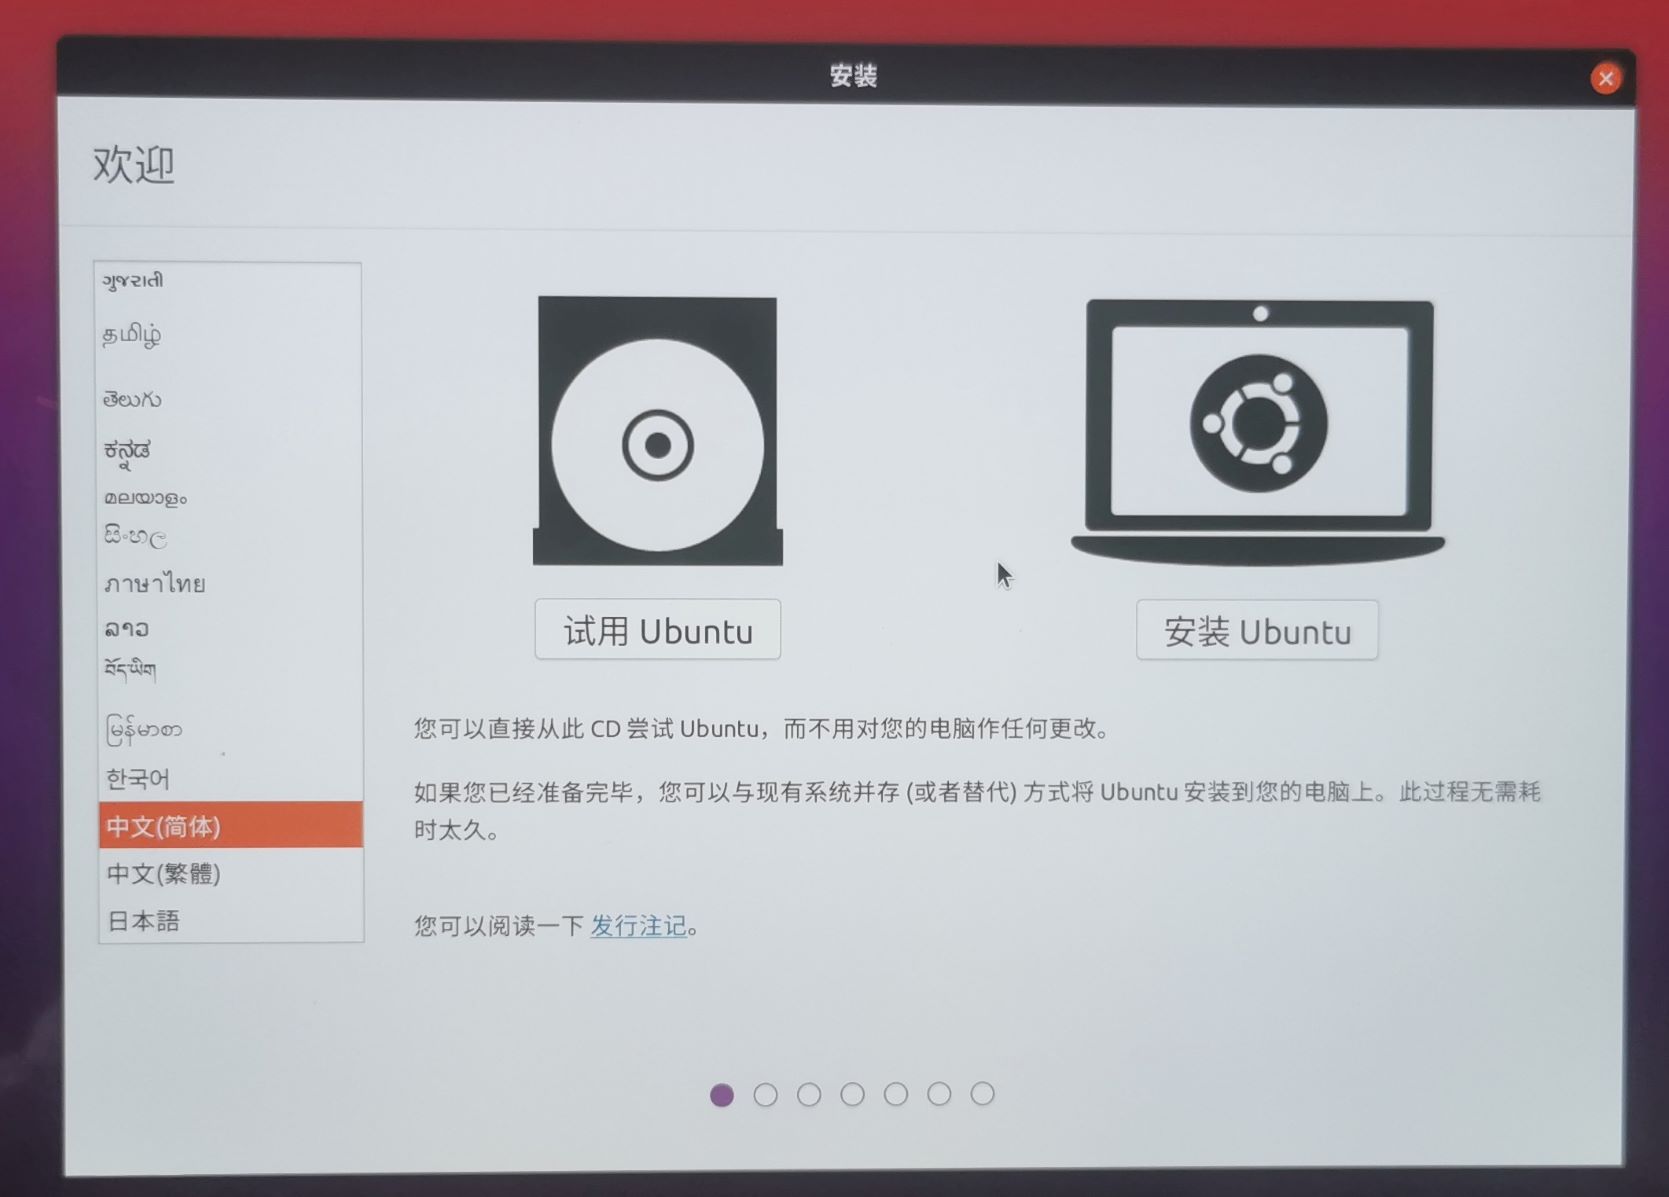 安装
欢迎
ગુજરાતી
தமிழ்
తెలుగు
ಕನ್ನಡ
മലയാളം
සිංහල
ภาษาไทย
ລາວ
བོད་ཡིག
မြန်မာစာ
한국어
中文(简体)
中文(繁體)
日本語
试用 Ubuntu
安装 Ubuntu
您可以直接从此 CD 尝试 Ubuntu，而不用对您的电脑作任何更改。
如果您已经准备完毕，您可以与现有系统并存 (或者替代) 方式将 Ubuntu 安装到您的电脑上。此过程无需耗
时太久。
您可以阅读一下 发行注记。